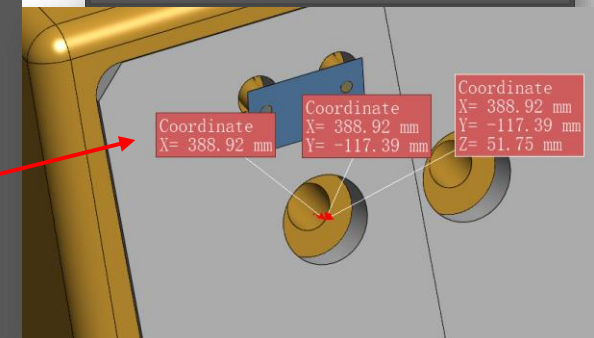 Coordinate
X= 388.92 mm
Coordinate
X= 388.92 mm
Y= -117.39 mm
Coordinate
X= 388.92 mm
Y= -117.39 mm
Z= 51.75 mm